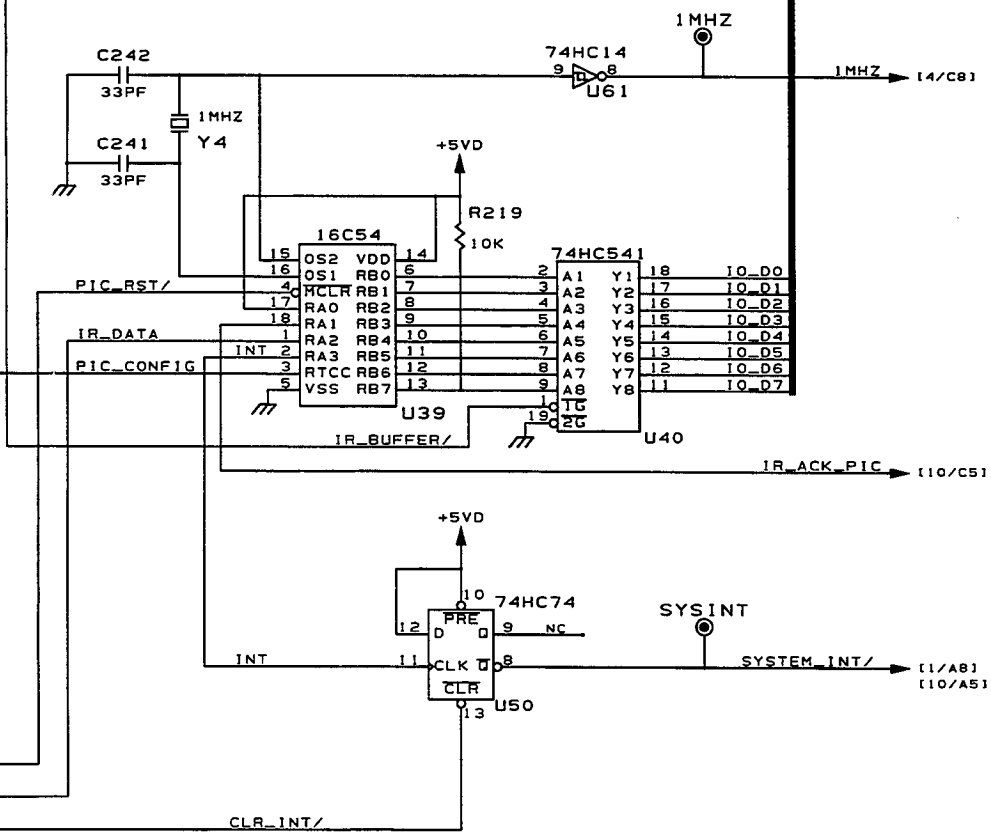 1MHZ
C242
33PF
74HC14
9 8
U61
1MHZ
[4/C8]
1MHZ
Y4
C241
33PF
+5VD
R219
10K
16C54
15 OS2 VDD 14
16 OS1 RB0 6
4 MCLR RB1 7
17 RA0 RB2 8
18 RA1 RB3 9
1 RA2 RB4 10
2 RA3 RB5 11
3 RTCC RB6 12
5 VSS RB7 13
U39
PIC_RST/
IR_DATA
INT
PIC_CONFIG
74HC541
2 A1 Y1 18 IO_D0
3 A2 Y2 17 IO_D1
4 A3 Y3 16 IO_D2
5 A4 Y4 15 IO_D3
6 A5 Y5 14 IO_D4
7 A6 Y6 13 IO_D5
8 A7 Y7 12 IO_D6
9 A8 Y8 11 IO_D7
1 1G
19 2G
U40
IR_BUFFER/
IR_ACK_PIC
[10/C5]
+5VD
10
74HC74
PRE
12 D Q 9 NC
INT
11 CLK Q 8
CLR
13
U50
SYSINT
SYSTEM_INT/
[1/A8]
[10/A5]
CLR_INT/